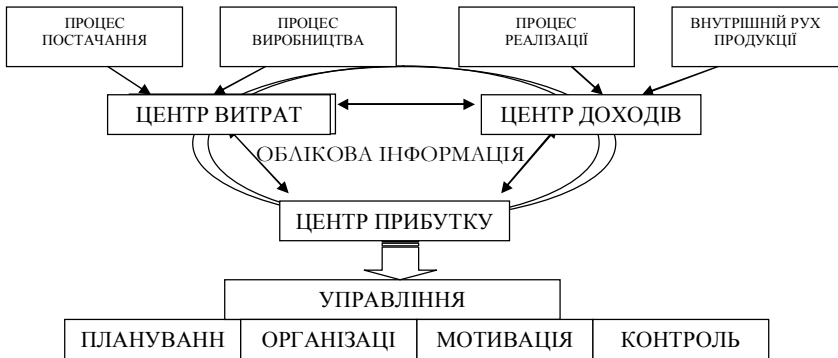 ПРОЦЕС
ПОСТАЧАННЯ
ПРОЦЕС
ВИРОБНИЦТВА
ПРОЦЕС
РЕАЛІЗАЦІЇ
ВНУТРІШНІЙ РУХ
ПРОДУКЦІЇ
ЦЕНТР ВИТРАТ
ЦЕНТР ДОХОДІВ
ОБЛІКОВА ІНФОРМАЦІЯ
ЦЕНТР ПРИБУТКУ
УПРАВЛІННЯ
ПЛАНУВАНН
ОРГАНІЗАЦІ
МОТИВАЦІЯ
КОНТРОЛЬ